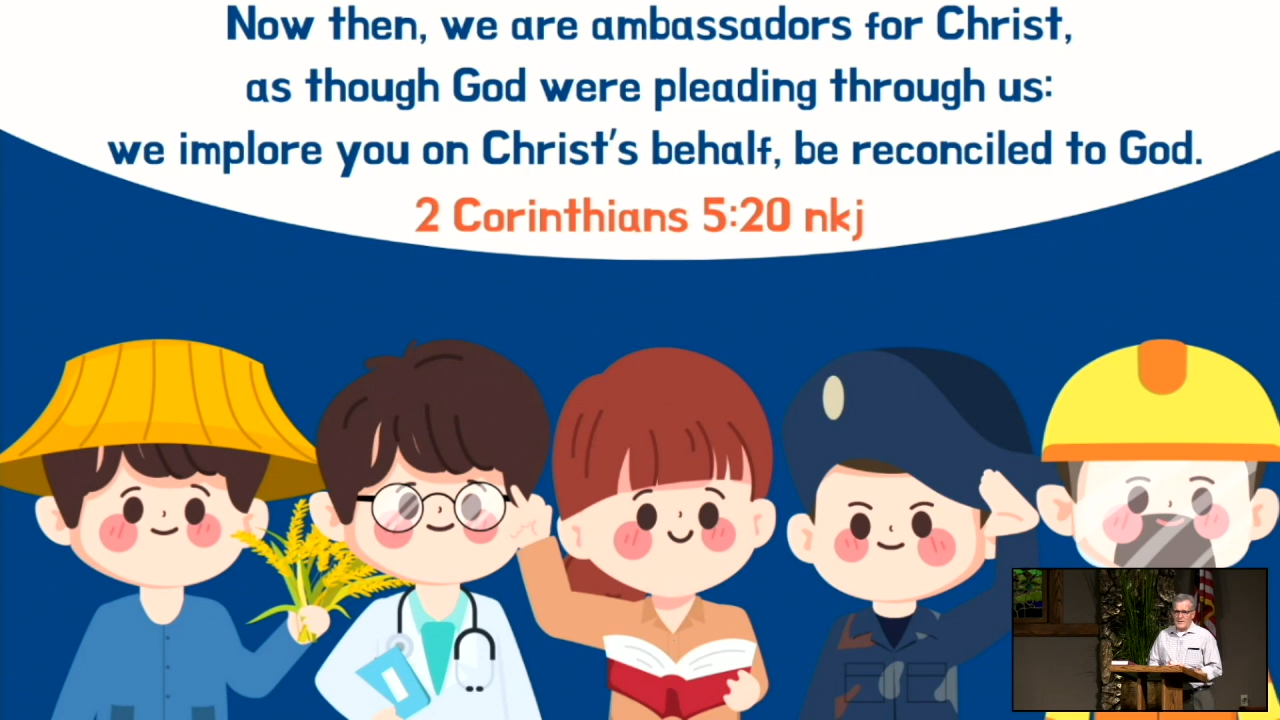 Now then, we are ambassadors for Christ,
as though God were pleading through us:
we implore you on Christ's behalf, be reconciled to God.
2 Corinthians 5:20 nkj